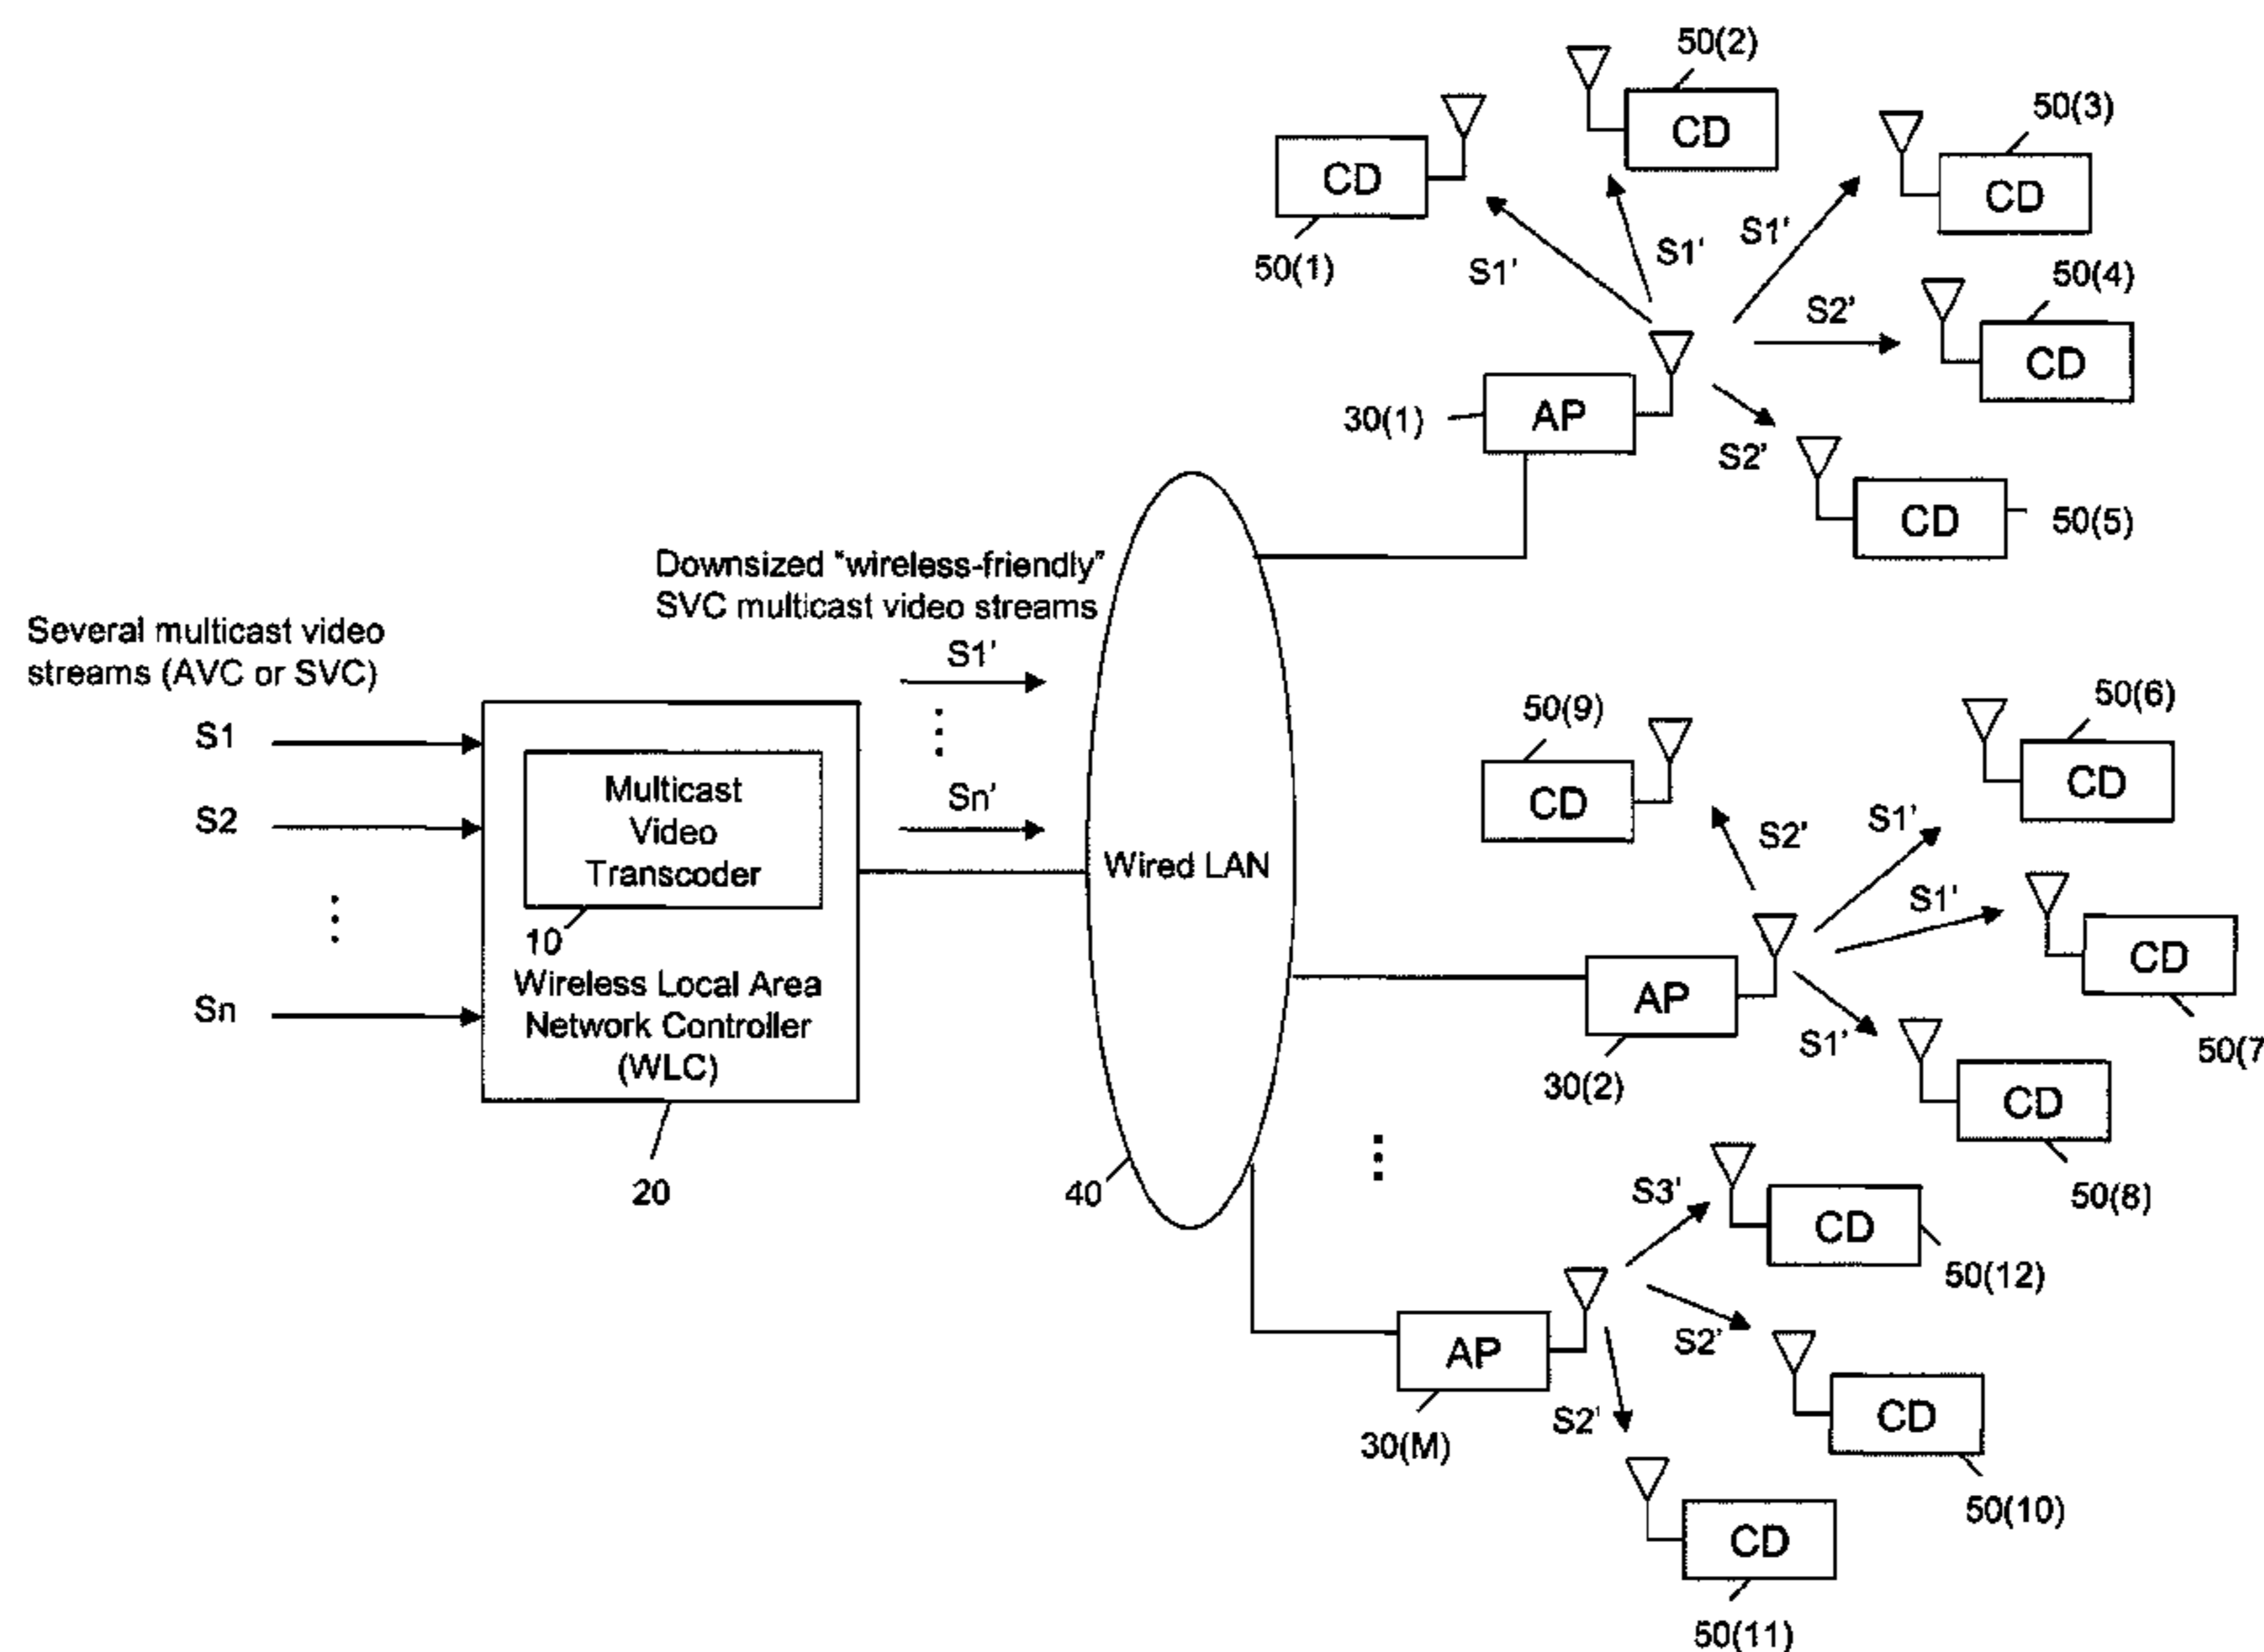 50(2)
CD
50(3)
CD
CD
50(1)
S1'
S1'
S1'
50(4)
S2'
CD
30(1)
AP
S2'
CD
50(5)
Downsized "wireless-friendly"
SVC multicast video streams
Several multicast video
streams (AVC or SVC)
S1'
Sn'
S1
S2
Sn
Multicast
Video
Transcoder
10
Wireless Local Area
Network Controller
(WLC)
20
Wired LAN
40
50(9)
CD
50(6)
CD
S2'
S1'
S1'
CD
50(7
AP
S1'
30(2)
CD
50(8)
S3'
CD
50(12)
AP
S2'
30(M)
S2'
CD
50(10)
CD
50(11)